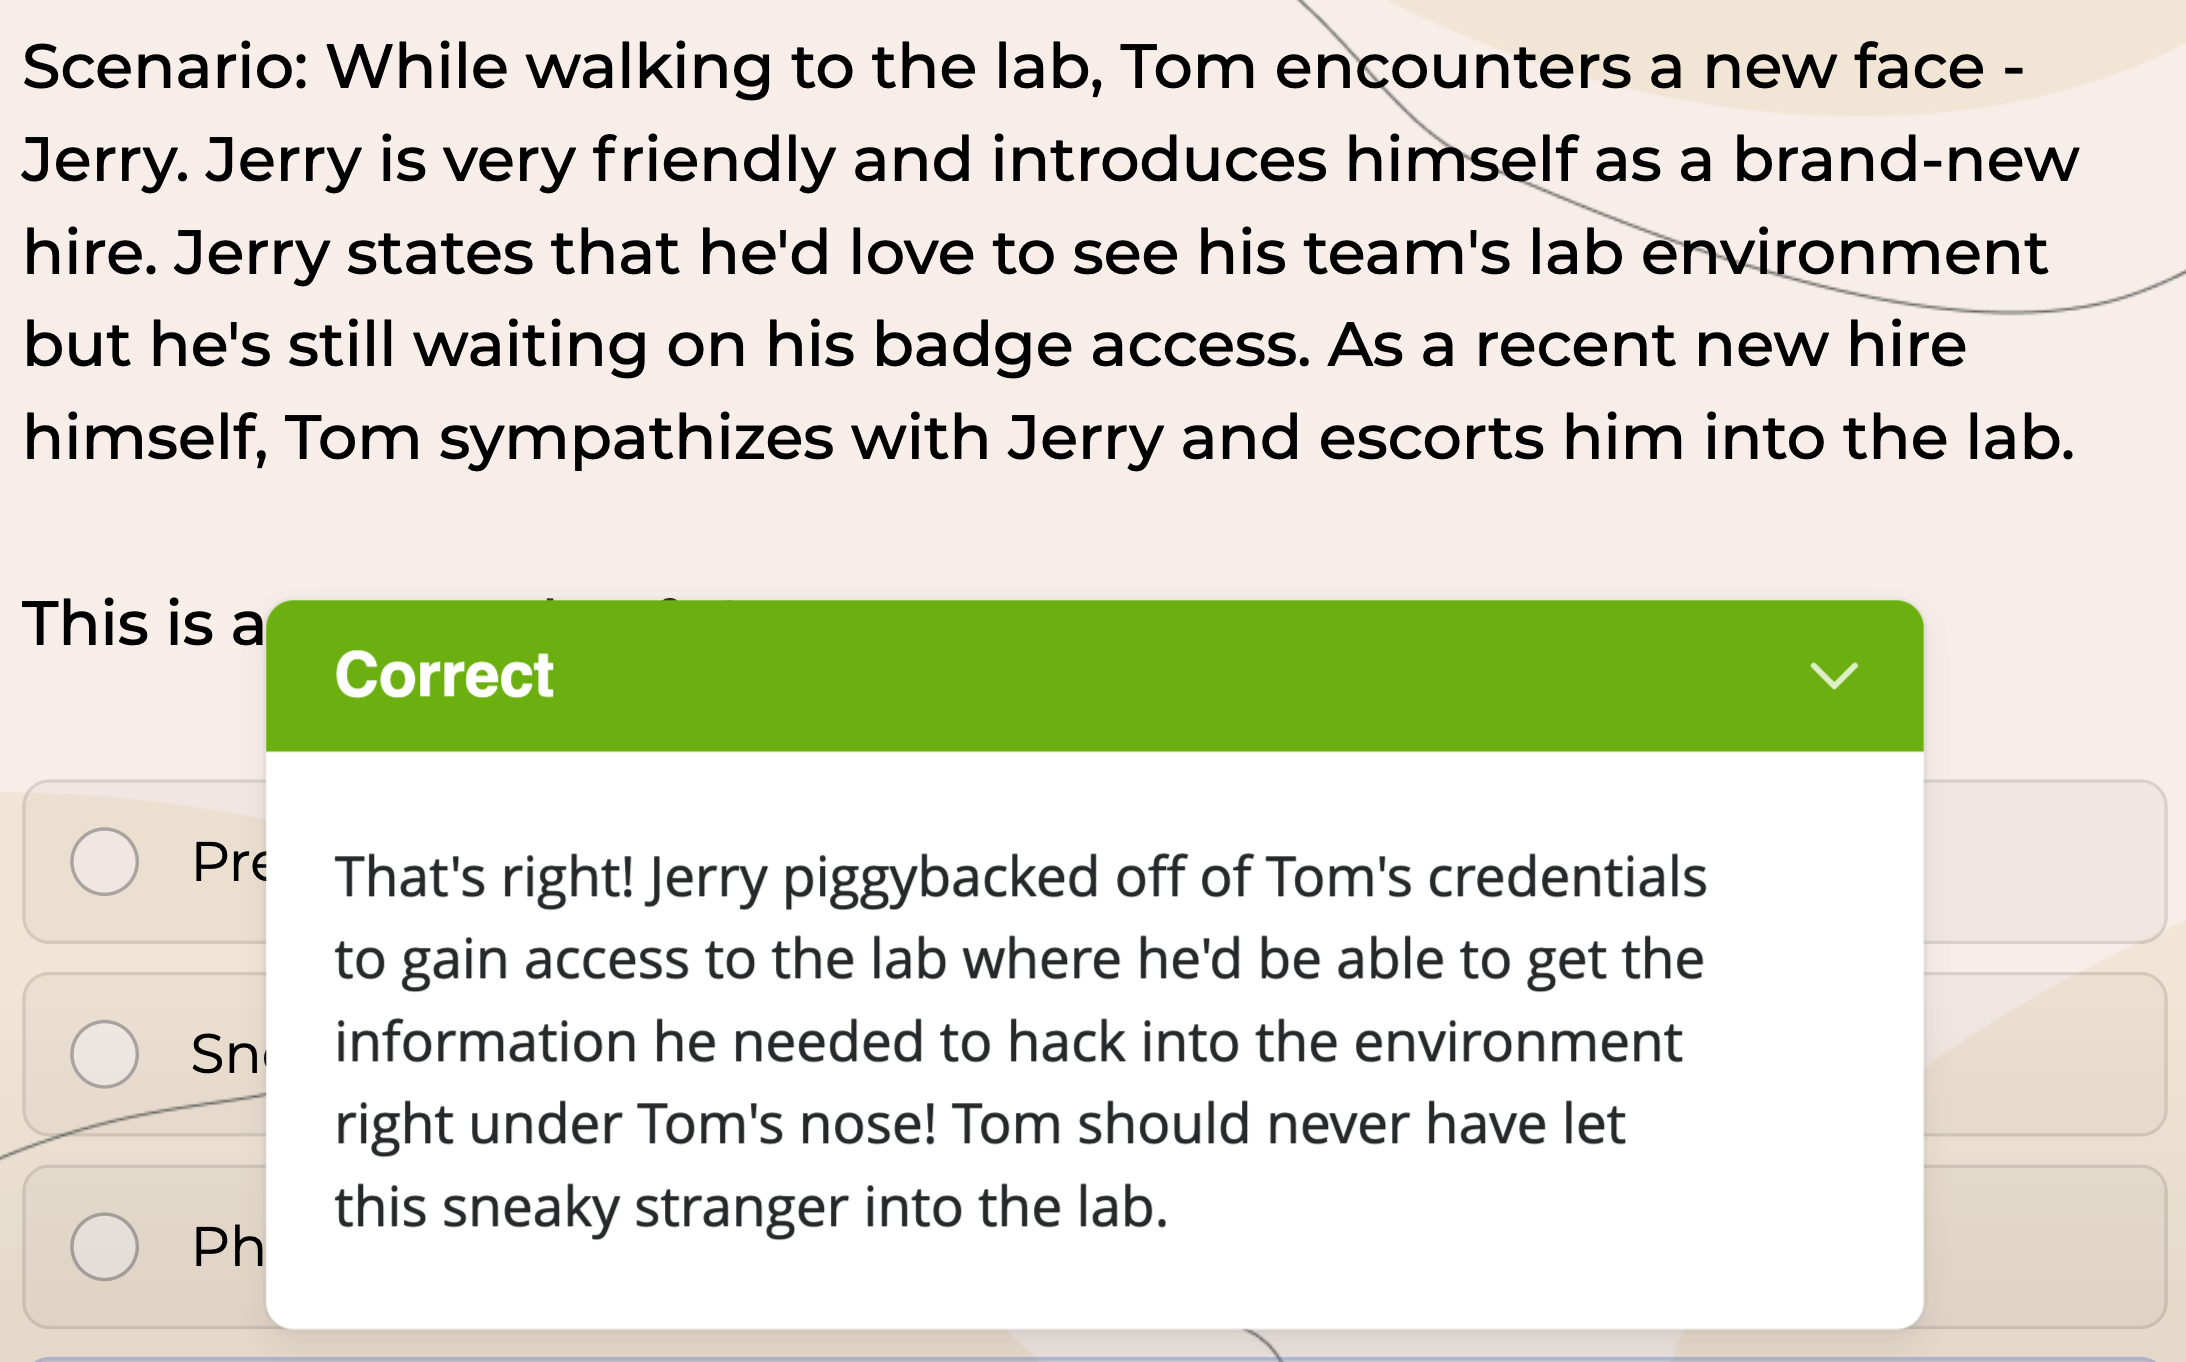 Scenario: While walking to the lab, Tom encounters a new face -
Jerry. Jerry is very friendly and introduces himself as a brand-new
hire. Jerry states that he'd love to see his team's lab environment
but he's still waiting on his badge access. As a recent new hire
himself, Tom sympathizes with Jerry and escorts him into the lab.
This is a
Correct
That's right! Jerry piggybacked off of Tom's credentials
to gain access to the lab where he'd be able to get the
information he needed to hack into the environment
right under Tom's nose! Tom should never have let
this sneaky stranger into the lab.
Pre
Sn
Ph